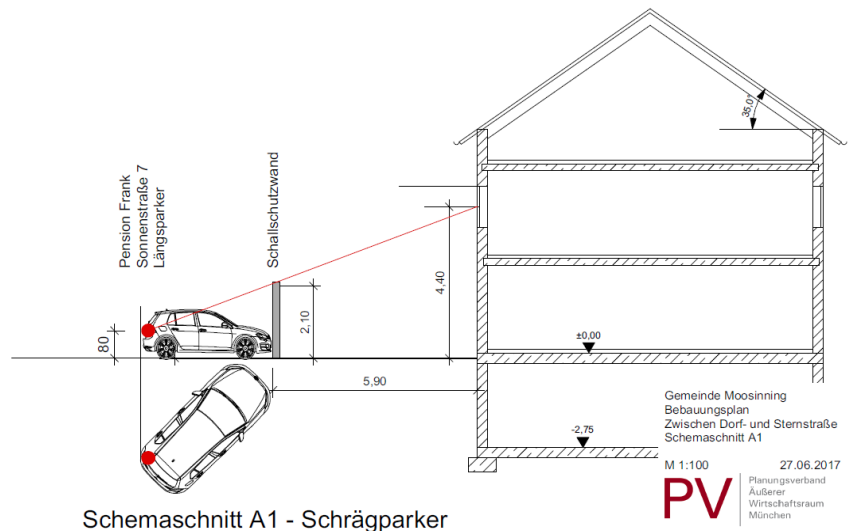 35,0°
Pension Frank
Sonnenstraße 7
Längsparker
Schallschutzwand
4,40
2,10
80
±0,00
5,90
-2,75
Gemeinde Moosinning
Bebauungsplan
Zwischen Dorf- und Sternstraße
Schemaschnitt A1
M 1:100 27.06.2017
PV
Planungsverband
Äußerer
Wirtschaftsraum
München
Schemaschnitt A1 - Schrägparker